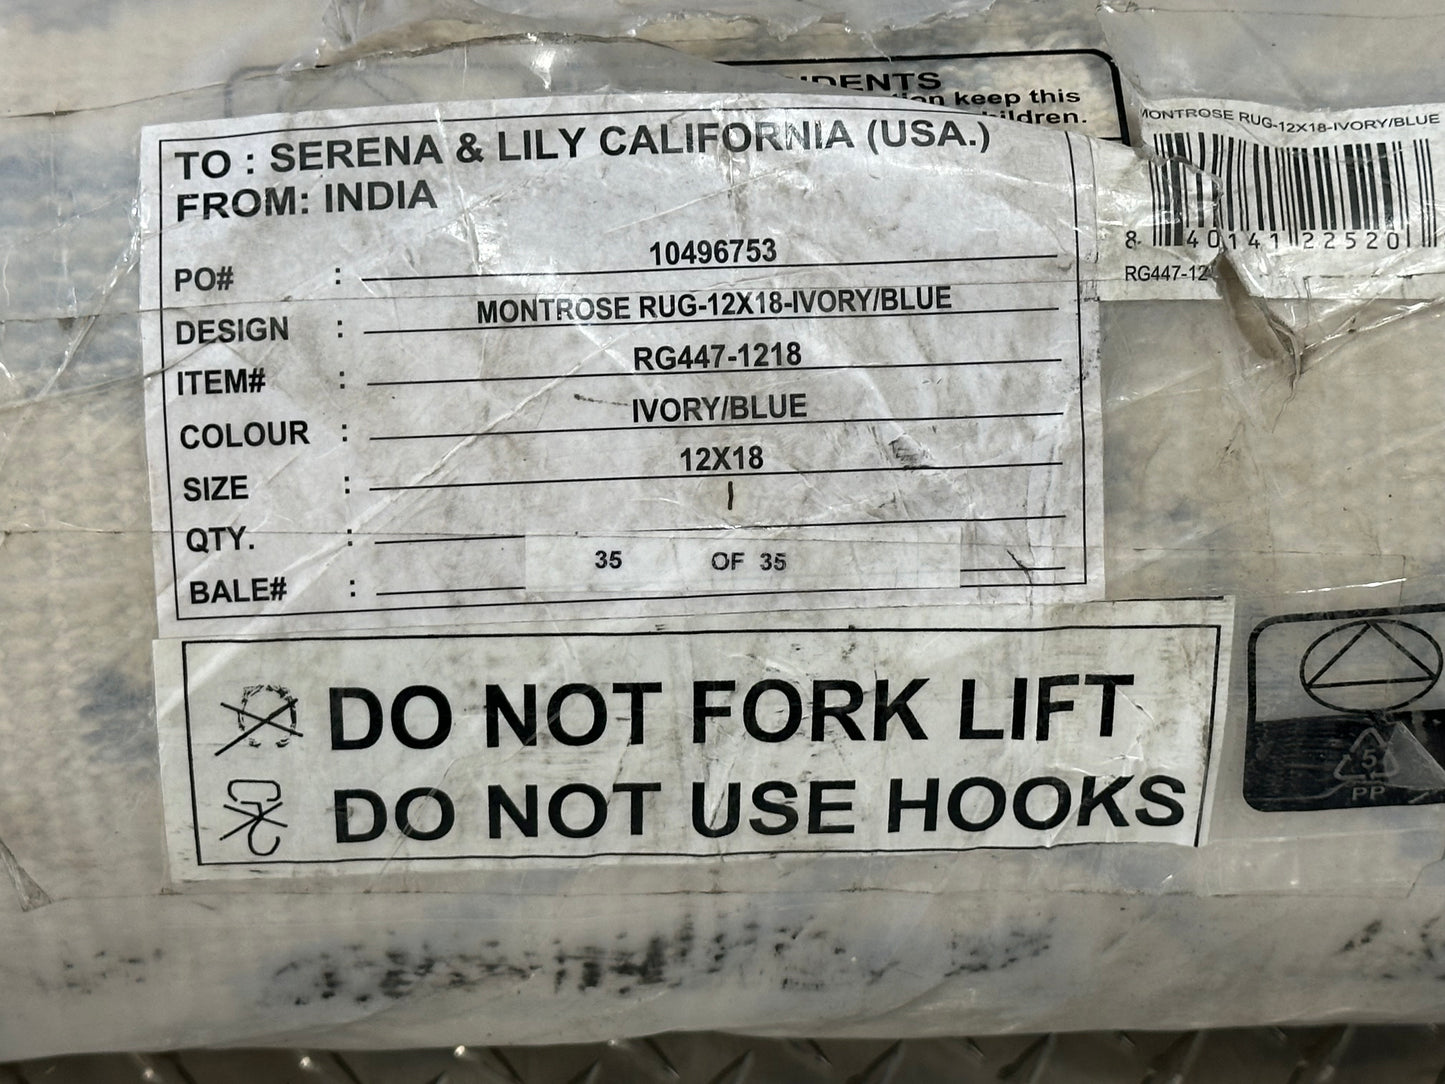 DENTS
keep this
children.
MONTROSE RUG-12X18-IVORY/BLUE
8 40141 22520
RG447-12
TO : SERENA & LILY CALIFORNIA (USA.)
FROM: INDIA
PO# : 10496753
DESIGN : MONTROSE RUG-12X18-IVORY/BLUE
ITEM# : RG447-1218
COLOUR : IVORY/BLUE
SIZE : 12X18
QTY. : 1
BALE# : 35 OF 35
DO NOT FORK LIFT
DO NOT USE HOOKS
5
PP